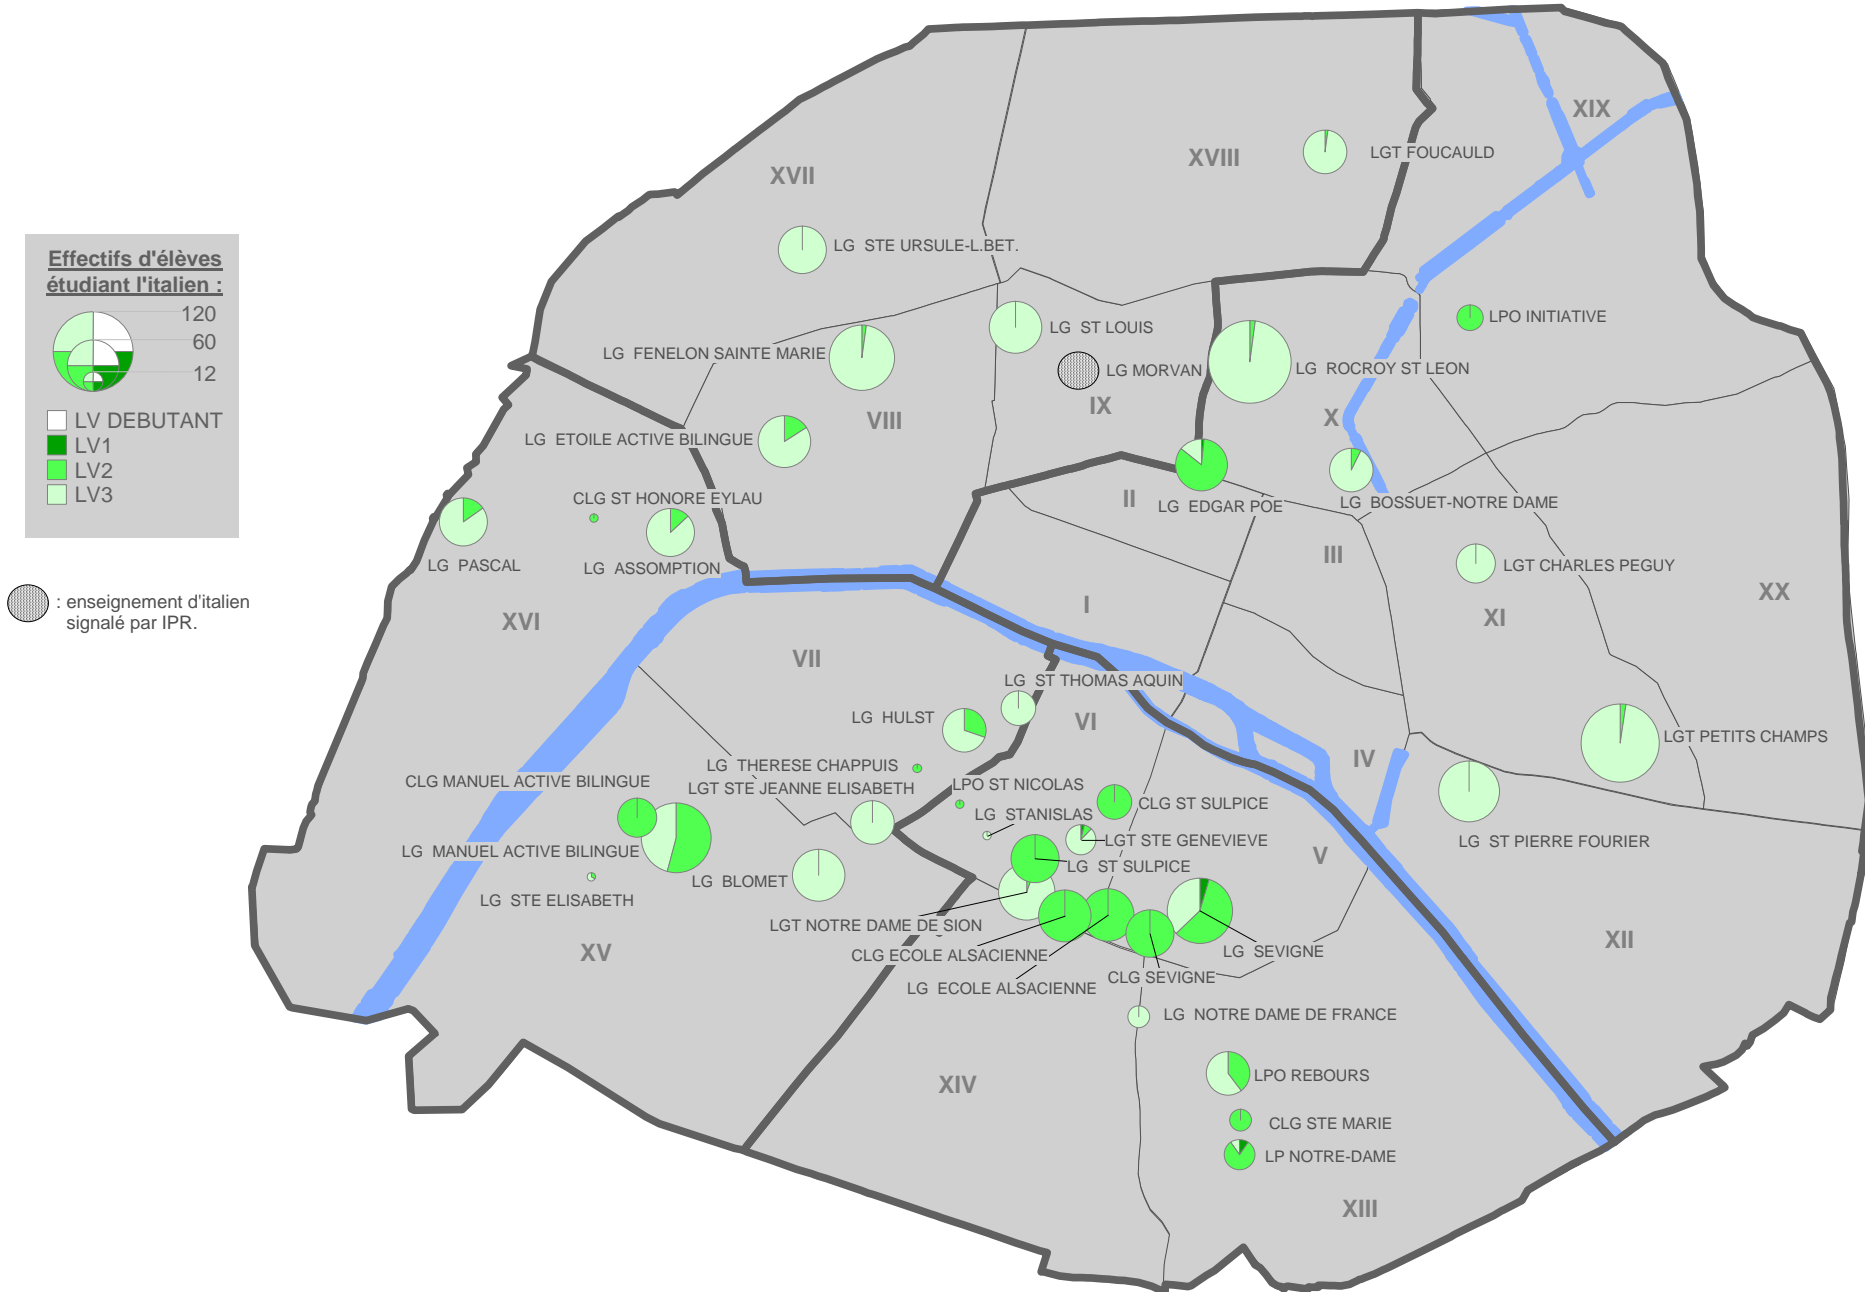 Effectifs d'élèves
étudiant l'italien :
120
60
12
LV DEBUTANT
LV1
LV2
LV3
: enseignement d'italien
signalé par IPR.
XIX
XVIII
LGT FOUCAULD
XVII
LG STE URSULE-L.BET.
LPO INITIATIVE
LG ST LOUIS
LG FENELON SAINTE MARIE
LG MORVAN
LG ROCROY ST LEON
IX
X
VIII
LG ETOILE ACTIVE BILINGUE
CLG ST HONORE EYLAU
II
LG EDGAR POE
LG BOSSUET-NOTRE DAME
III
LG PASCAL
LG ASSOMPTION
LGT CHARLES PEGUY
XX
I
XI
XVI
VII
LG ST THOMAS AQUIN
LG HULST
VI
LGT PETITS CHAMPS
IV
LG THERESE CHAPPUIS
CLG MANUEL ACTIVE BILINGUE
LGT STE JEANNE ELISABETH
LPO ST NICOLAS
CLG ST SULPICE
LG STANISLAS
LGT STE GENEVIEVE
LG ST PIERRE FOURIER
LG MANUEL ACTIVE BILINGUE
V
LG ST SULPICE
LG BLOMET
LG STE ELISABETH
LGT NOTRE DAME DE SION
XII
XV
CLG ECOLE ALSACIENNE
LG SEVIGNE
CLG SEVIGNE
LG ECOLE ALSACIENNE
LG NOTRE DAME DE FRANCE
LPO REBOURS
XIV
CLG STE MARIE
LP NOTRE-DAME
XIII